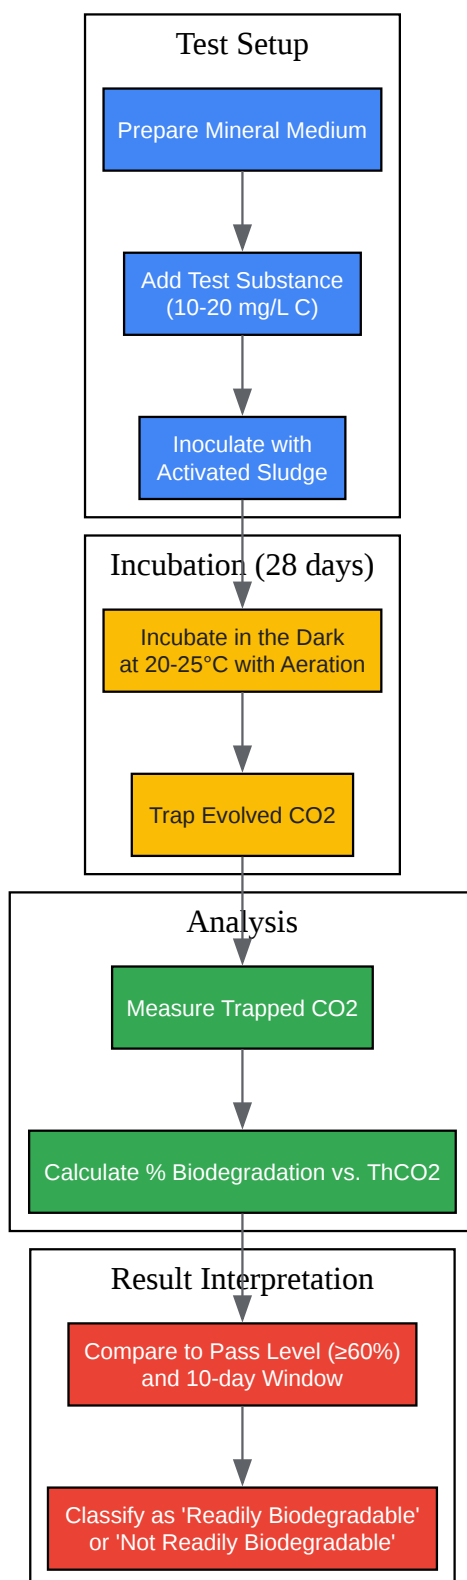 Test Setup
Prepare Mineral Medium
Add Test Substance
(10-20 mg/L C)
Inoculate with
Activated Sludge
Incubation (28 days)
Incubate in the Dark
at 20-25°C with Aeration
Trap Evolved CO2
Analysis
Measure Trapped CO2
Calculate % Biodegradation vs. ThCO2
Result Interpretation
Compare to Pass Level (≥60%)
and 10-day Window
Classify as 'Readily Biodegradable'
or 'Not Readily Biodegradable'